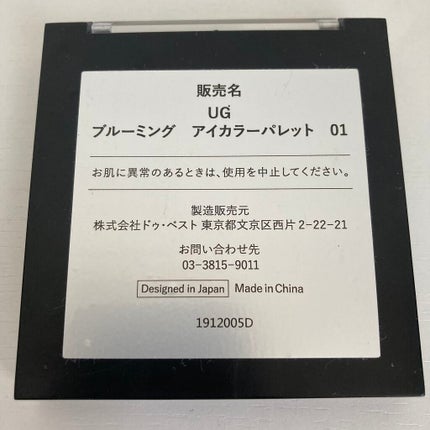 販売名
UG
ブルーミング アイカラーパレット 01
お肌に異常のあるときは、使用を中止してください。
製造販売元
株式会社ドゥ・ベスト 東京都文京区西片2-22-21
お問い合わせ先
03-3815-9011
Designed in Japan Made in China
1912005D